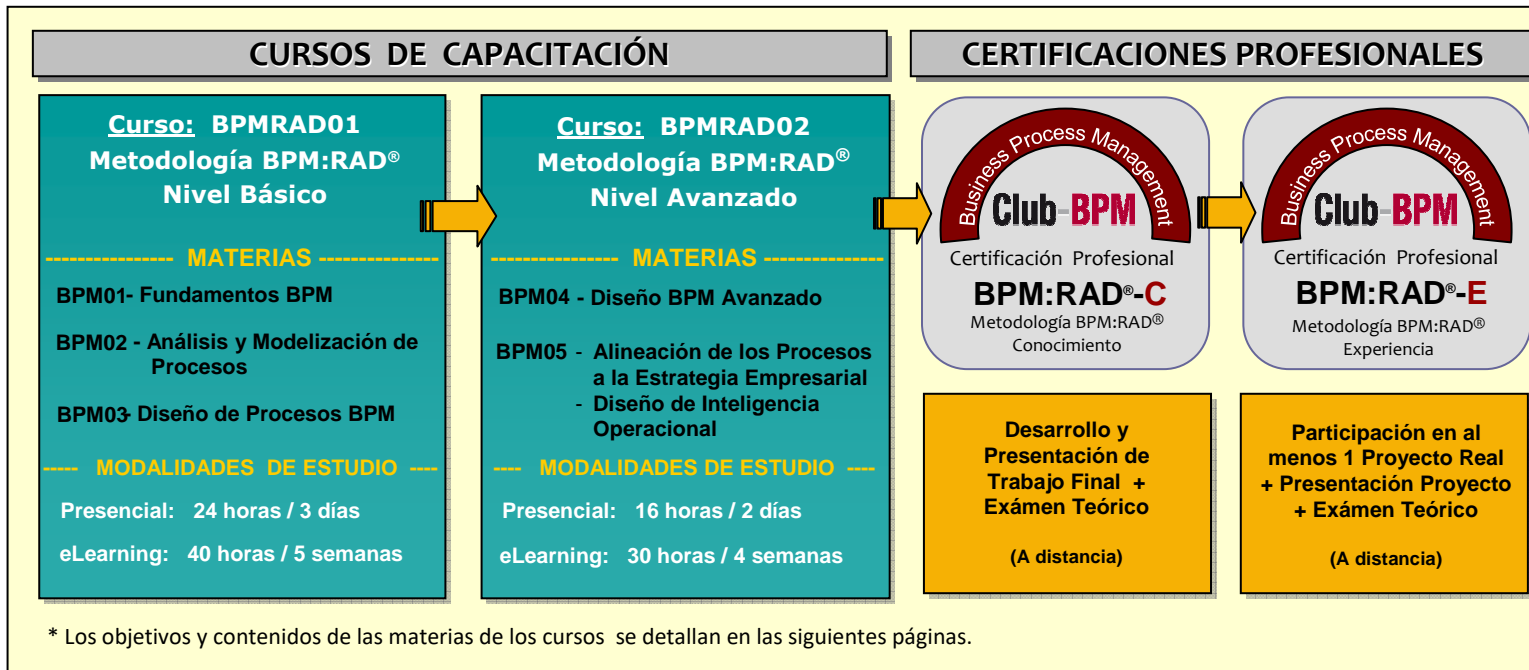 CURSOS DE CAPACITACIÓN
Curso: BPMRAD01
Metodología BPM:RAD®
Nivel Básico
---------------- MATERIAS ---------------
BPM01- Fundamentos BPM
BPM02 - Análisis y Modelización de
Procesos
BPM03- Diseño de Procesos BPM
----- MODALIDADES DE ESTUDIO ----
Presencial: 24 horas / 3 días
eLearning: 40 horas / 5 semanas
Curso: BPMRAD02
Metodología BPM:RAD®
Nivel Avanzado
---------------- MATERIAS ---------------
BPM04 - Diseño BPM Avanzado
BPM05 - Alineación de los Procesos
a la Estrategia Empresarial
- Diseño de Inteligencia
Operacional
---- MODALIDADES DE ESTUDIO ----
Presencial: 16 horas / 2 días
eLearning: 30 horas / 4 semanas
CERTIFICACIONES PROFESIONALES
Business Process Management
Club-BPM
Certificación Profesional
BPM:RAD®-C
Metodología BPM:RAD®
Conocimiento
Desarrollo y
Presentación de
Trabajo Final +
Exámen Teórico
(A distancia)
Business Process Management
Club-BPM
Certificación Profesional
BPM:RAD®-E
Metodología BPM:RAD®
Experiencia
Participación en al
menos 1 Proyecto Real
+ Presentación Proyecto
+ Exámen Teórico
(A distancia)
* Los objetivos y contenidos de las materias de los cursos se detallan en las siguientes páginas.